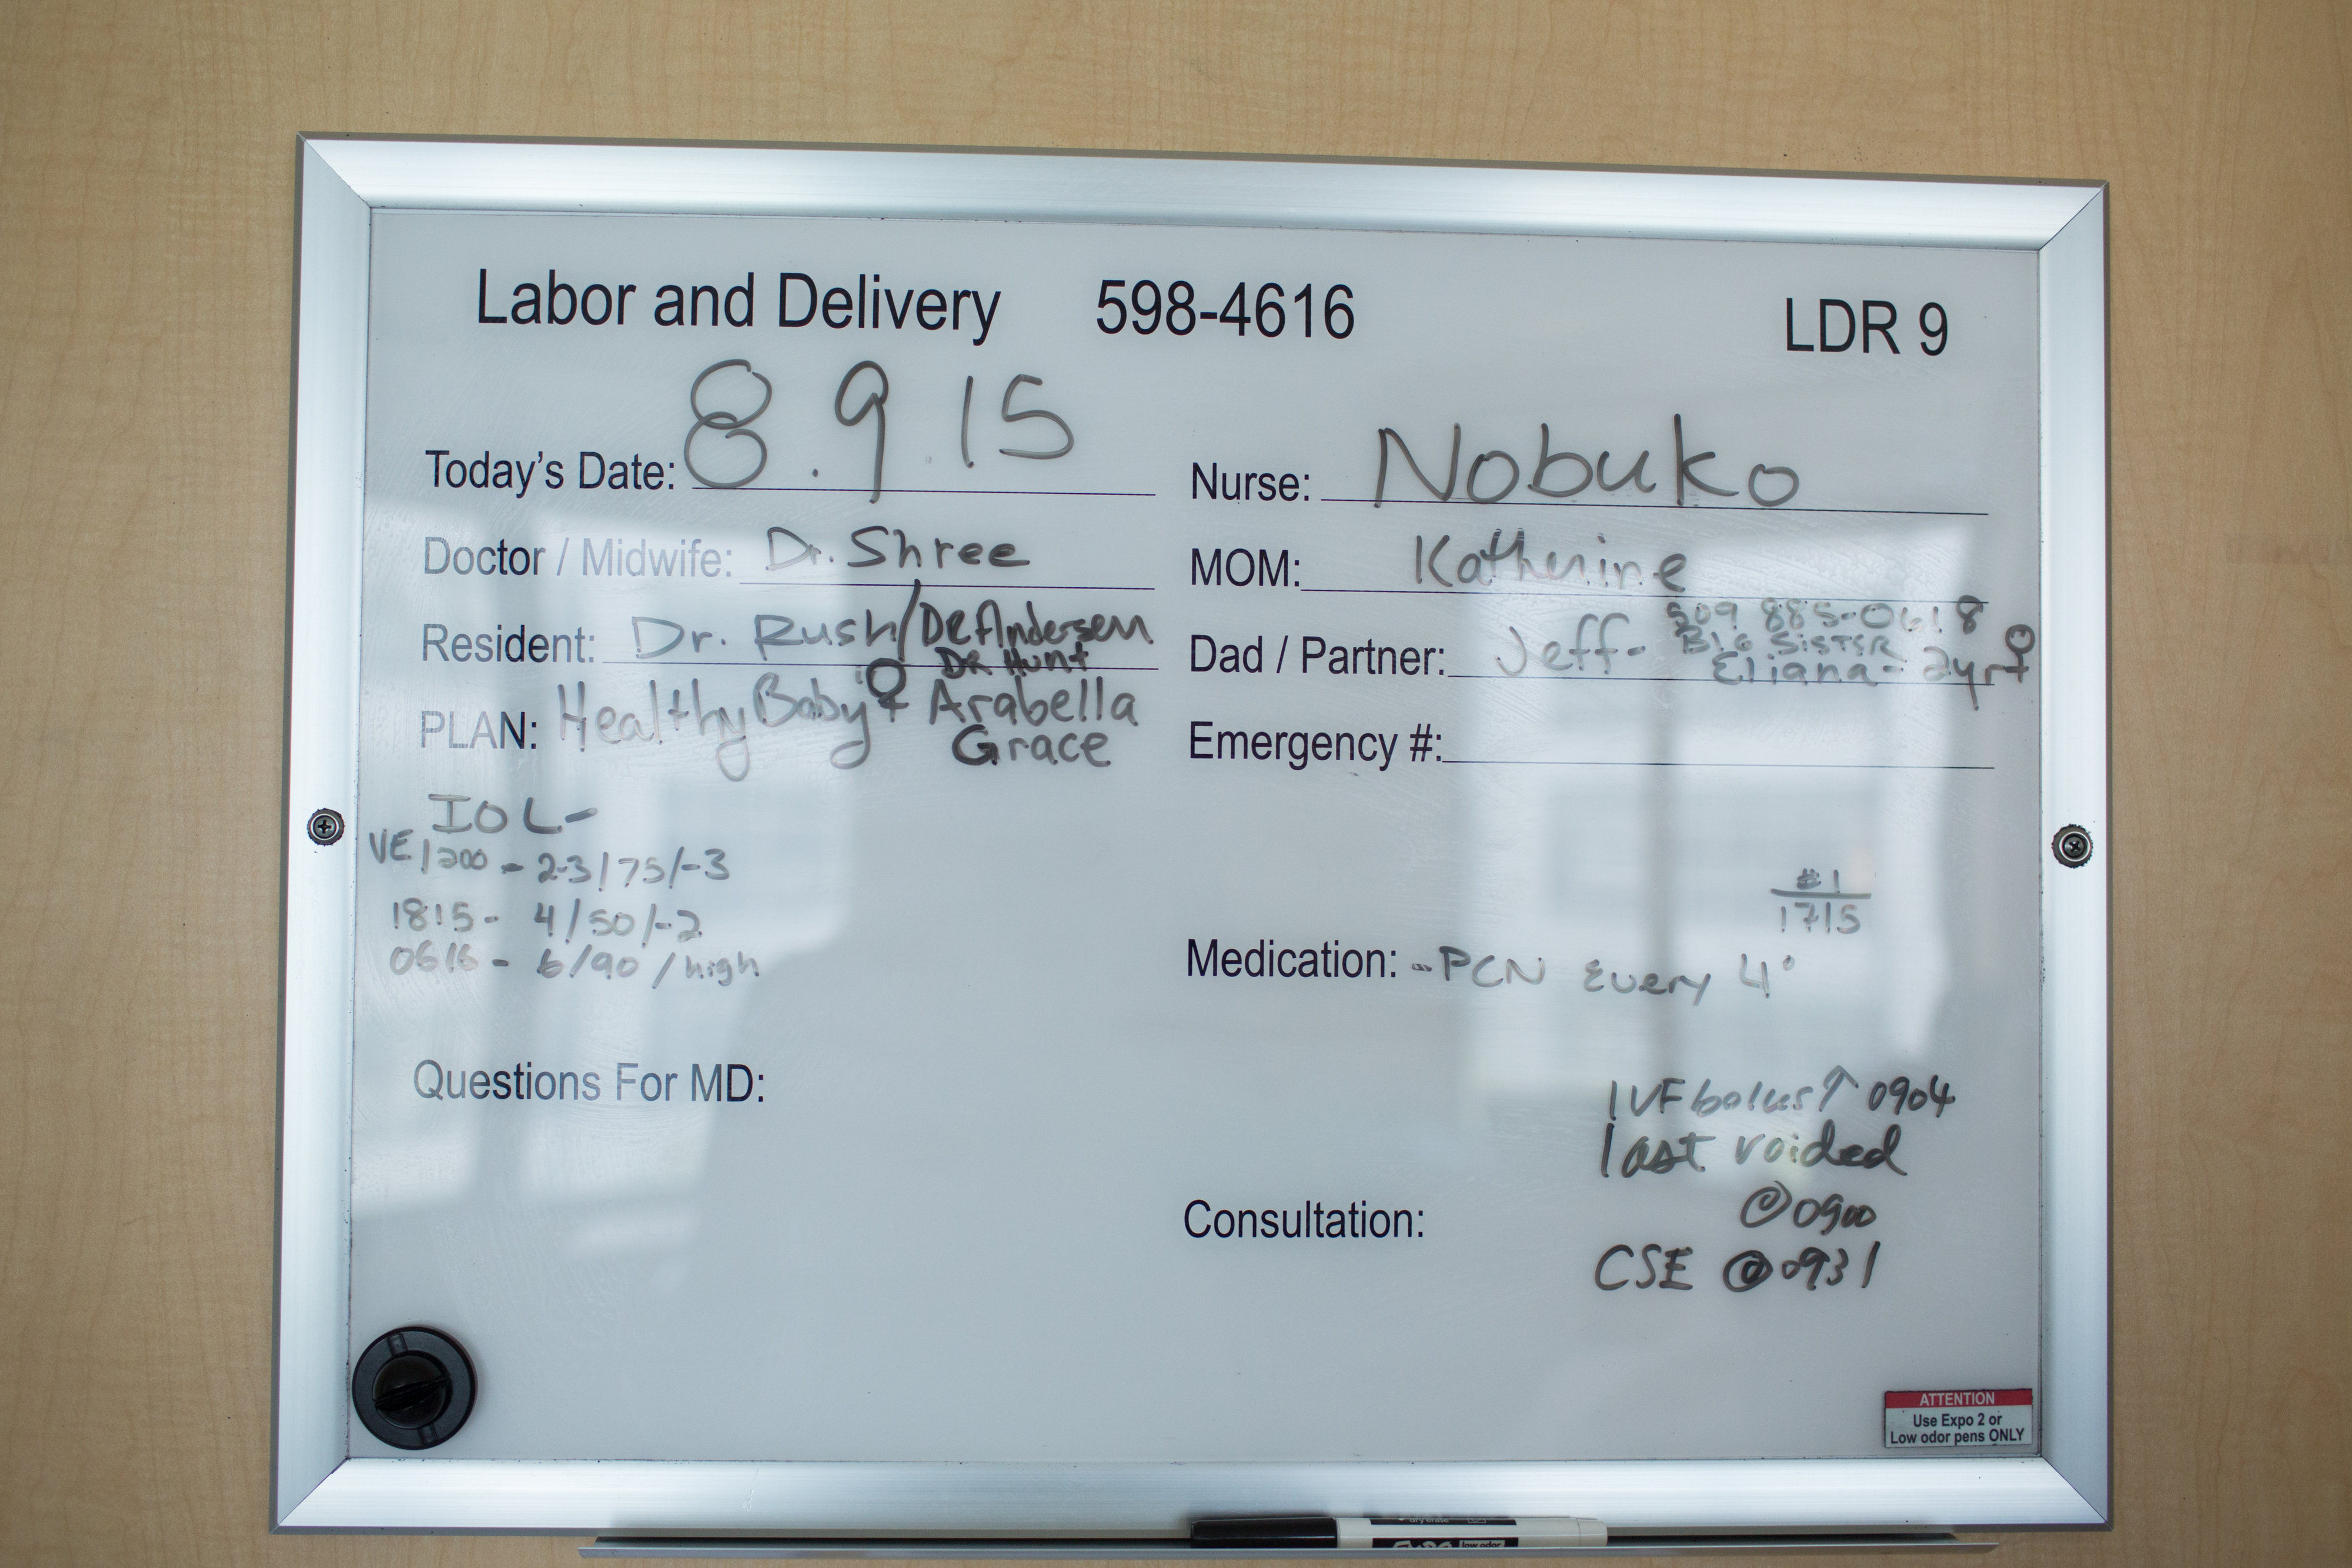 Labor and Delivery 598-4616 LDR 9
Today's Date: 8.9.15
Nurse: Nobuko
Doctor / Midwife: Dr. Shree
MOM: Katherine
Resident: Dr. Rush/DR Andersen
DR Hunt
Dad / Partner: Jeff- 509 885-0618
BIG SISTER
Eliana - 2yr ♀
PLAN: Healthy Baby ♀ Arabella
Grace
Emergency #:
IOL-
VE 1200 - 2-3/75/-3
1815 - 4/50/-2
0616 - 6/90/high
#1
1715
Medication: -PCN Every 4°
Questions For MD:
IVF bolus↑ 0904
last voided
@0900
Consultation:
CSE @0931
ATTENTION
Use Expo 2 or
Low odor pens ONLY
low odor